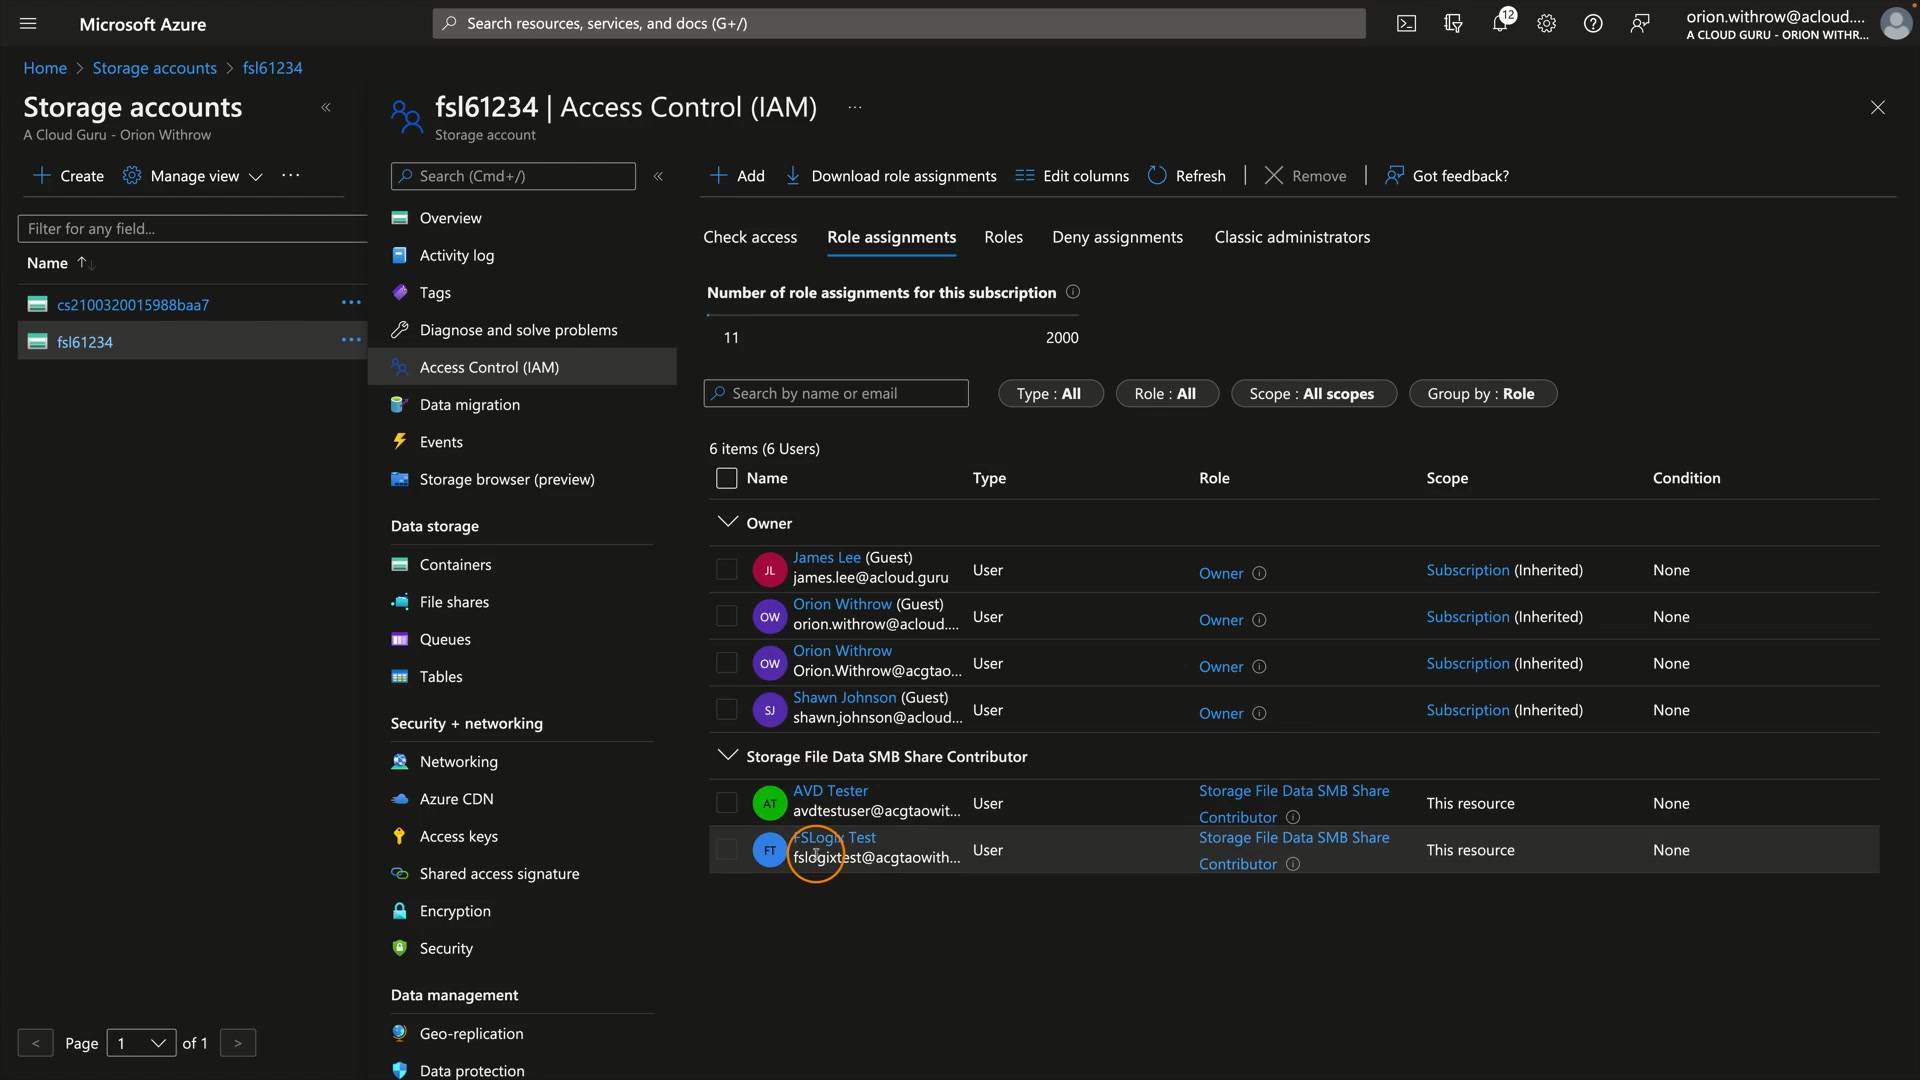 Microsoft Azure
Search resources, services, and docs (G+/)
12
orion.withrow@acloud....
A CLOUD GURU - ORION WITHR...
Home > Storage accounts > fsl61234
Storage accounts
A Cloud Guru - Orion Withrow
Create
Manage view
Filter for any field...
Name
cs2100320015988baa7
fsl61234
< Page 1 of 1 >
fsl61234 | Access Control (IAM)
Storage account
Search (Cmd+/)
Overview
Activity log
Tags
Diagnose and solve problems
Access Control (IAM)
Data migration
Events
Storage browser (preview)
Data storage
Containers
File shares
Queues
Tables
Security + networking
Networking
Azure CDN
Access keys
Shared access signature
Encryption
Security
Data management
Geo-replication
Data protection
Add
Download role assignments
Edit columns
Refresh
Remove
Got feedback?
Check access
Role assignments
Roles
Deny assignments
Classic administrators
Number of role assignments for this subscription
11 2000
Search by name or email
Type : All
Role : All
Scope : All scopes
Group by : Role
6 items (6 Users)
Name Type Role Scope Condition
Owner
JL James Lee (Guest)
james.lee@acloud.guru
User Owner Subscription (Inherited) None
OW Orion Withrow (Guest)
orion.withrow@acloud....
User Owner Subscription (Inherited) None
OW Orion Withrow
Orion.Withrow@acgtao...
User Owner Subscription (Inherited) None
SJ Shawn Johnson (Guest)
shawn.johnson@acloud...
User Owner Subscription (Inherited) None
Storage File Data SMB Share Contributor
AT AVD Tester
avdtestuser@acgtaowit...
User
Storage File Data SMB Share
Contributor
This resource None
FT FSLogix Test
fslogixtest@acgtaowith...
User
Storage File Data SMB Share
Contributor
This resource None